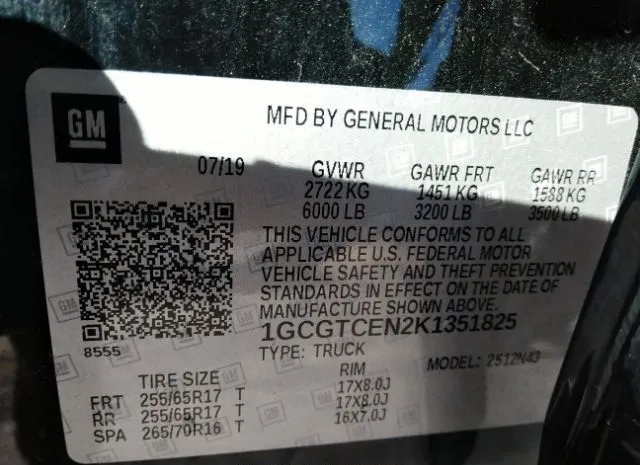 GM
MFD BY GENERAL MOTORS LLC
07/19 GVWR GAWR FRT GAWR RR
2722 KG 1451 KG 1588 KG
6000 LB 3200 LB 3500 LB
THIS VEHICLE CONFORMS TO ALL
APPLICABLE U.S. FEDERAL MOTOR
VEHICLE SAFETY AND THEFT PREVENTION
STANDARDS IN EFFECT ON THE DATE OF
MANUFACTURE SHOWN ABOVE.
1GCGTCEN2K1351825
8555 TYPE: TRUCK MODEL: 2512N43
TIRE SIZE RIM
FRT 255/65R17 T 17X8.0J
RR 255/65R17 T 17X8.0J
SPA 265/70R16 T 16X7.0J